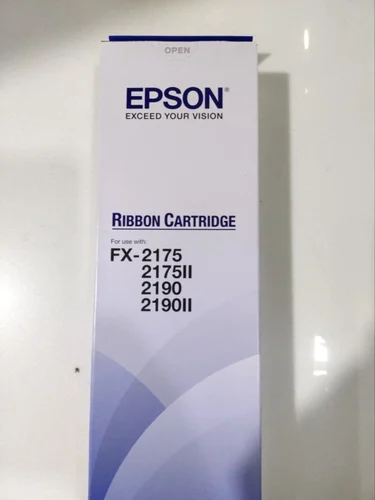 OPEN
EPSON®
EXCEED YOUR VISION
RIBBON CARTRIDGE
For use with:
FX-2175
2175II
2190
2190II